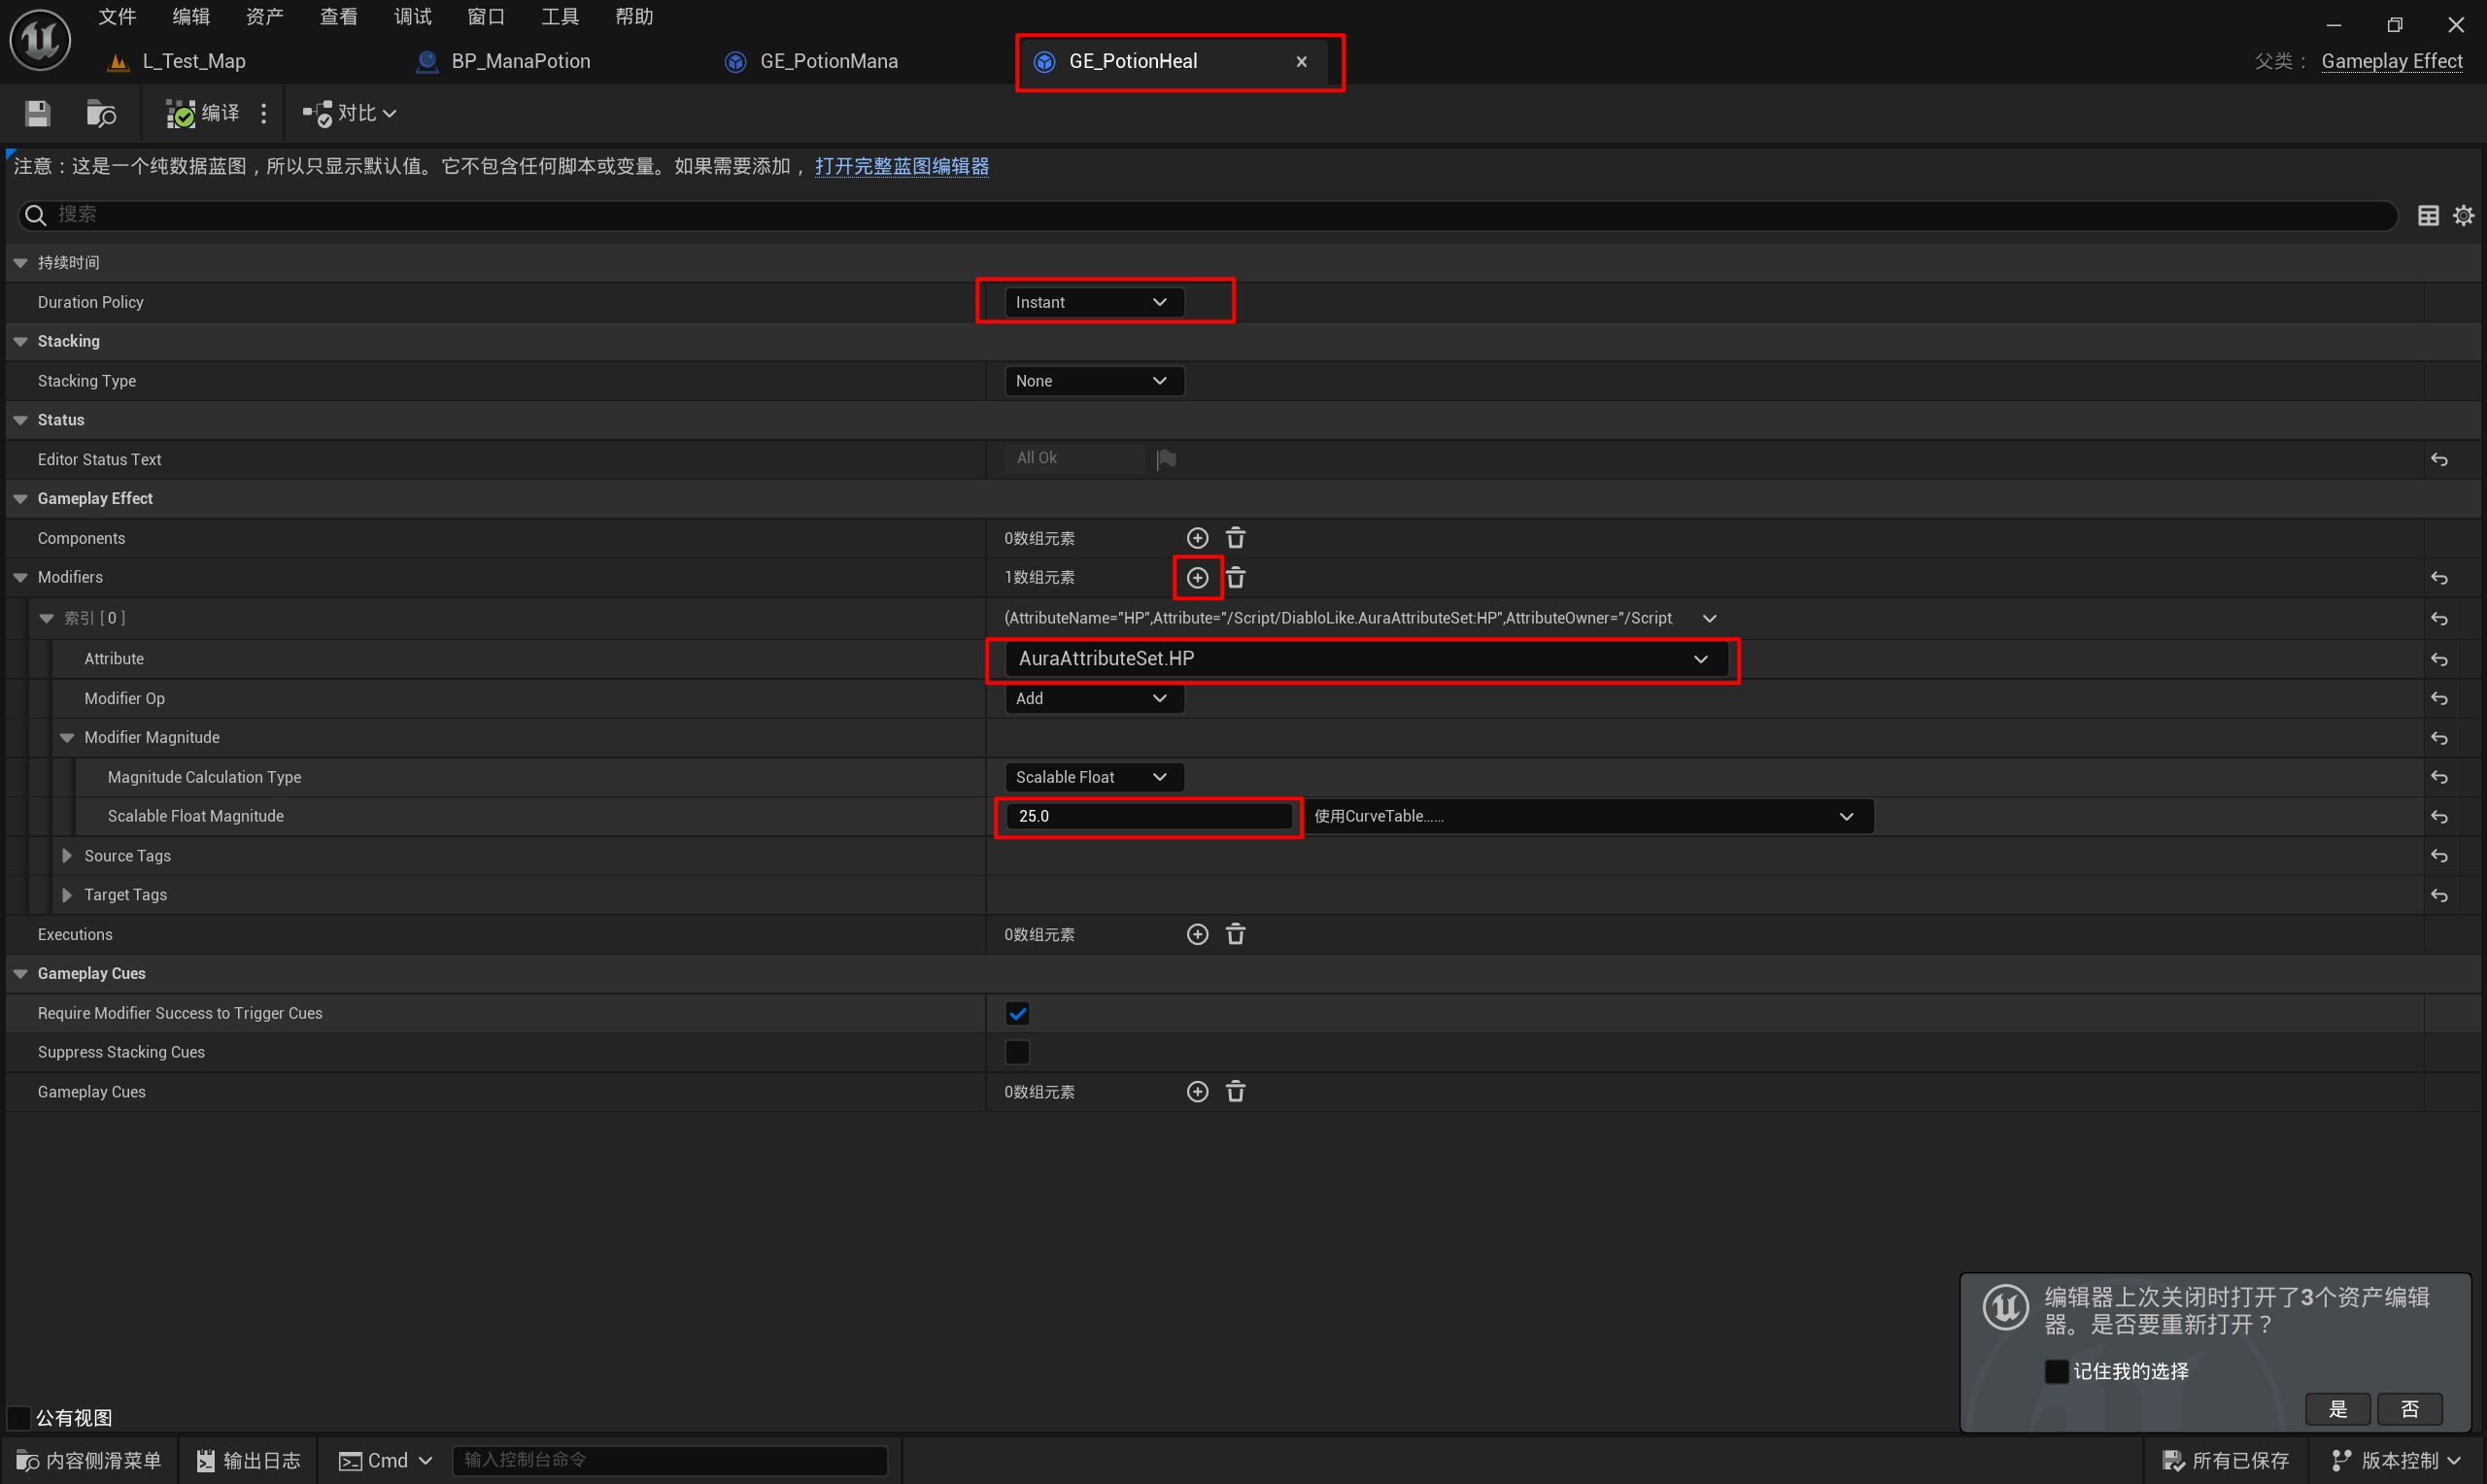 文件 编辑 资产 查看 调试 窗口 工具 帮助
L_Test_Map BP_ManaPotion GE_PotionMana GE_PotionHeal 父类： Gameplay Effect
编译 对比
注意：这是一个纯数据蓝图，所以只显示默认值。它不包含任何脚本或变量。如果需要添加， 打开完整蓝图编辑器
搜索
持续时间
Duration Policy Instant
Stacking
Stacking Type None
Status
Editor Status Text All Ok
Gameplay Effect
Components 0数组元素
Modifiers 1数组元素
索引 [ 0 ] (AttributeName="HP",Attribute="/Script/DiabloLike.AuraAttributeSet:HP",AttributeOwner="/Script
Attribute AuraAttributeSet.HP
Modifier Op Add
Modifier Magnitude
Magnitude Calculation Type Scalable Float
Scalable Float Magnitude 25.0 使用CurveTable……
Source Tags
Target Tags
Executions 0数组元素
Gameplay Cues
Require Modifier Success to Trigger Cues
Suppress Stacking Cues
Gameplay Cues 0数组元素
编辑器上次关闭时打开了3个资产编辑
器。是否要重新打开？
记住我的选择
是 否
公有视图
内容侧滑菜单 输出日志 Cmd 输入控制台命令 所有已保存 版本控制